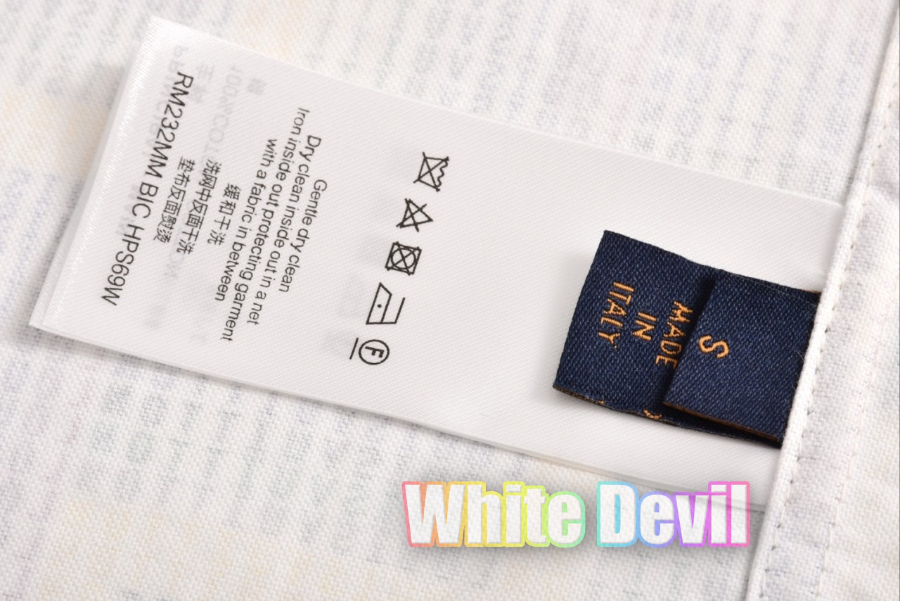 Gentle dry clean
Dry clean inside out in a net
Iron inside out protecting garment
with a fabric in between
缓和干洗
洗网中反面干洗
垫布反面熨烫
RM232MM BIC HPS69W
F
S
MADE
IN
ITALY
White Devil